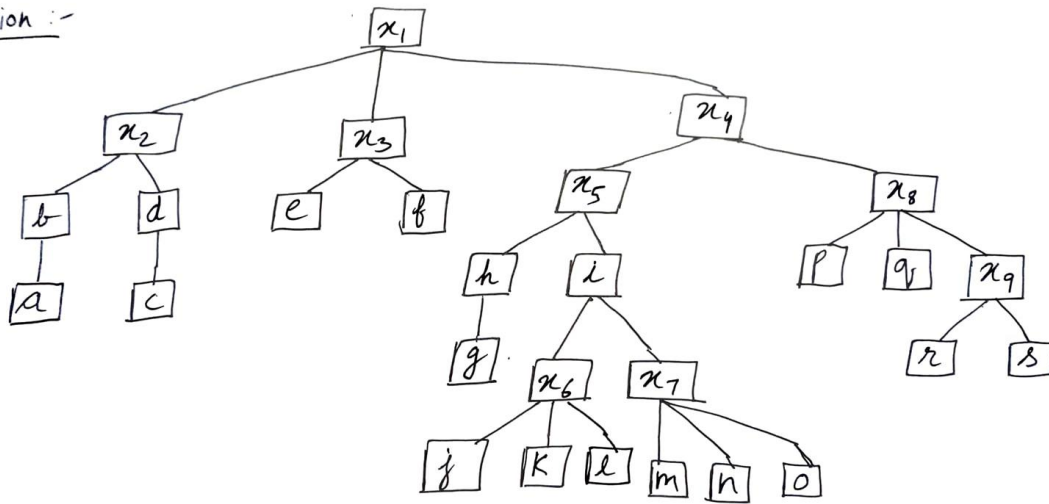 ion :-
x1
x2 x3 x4
b d e f x5 x8
a c h i p q x9
g x6 x7 r s
j k l m n o